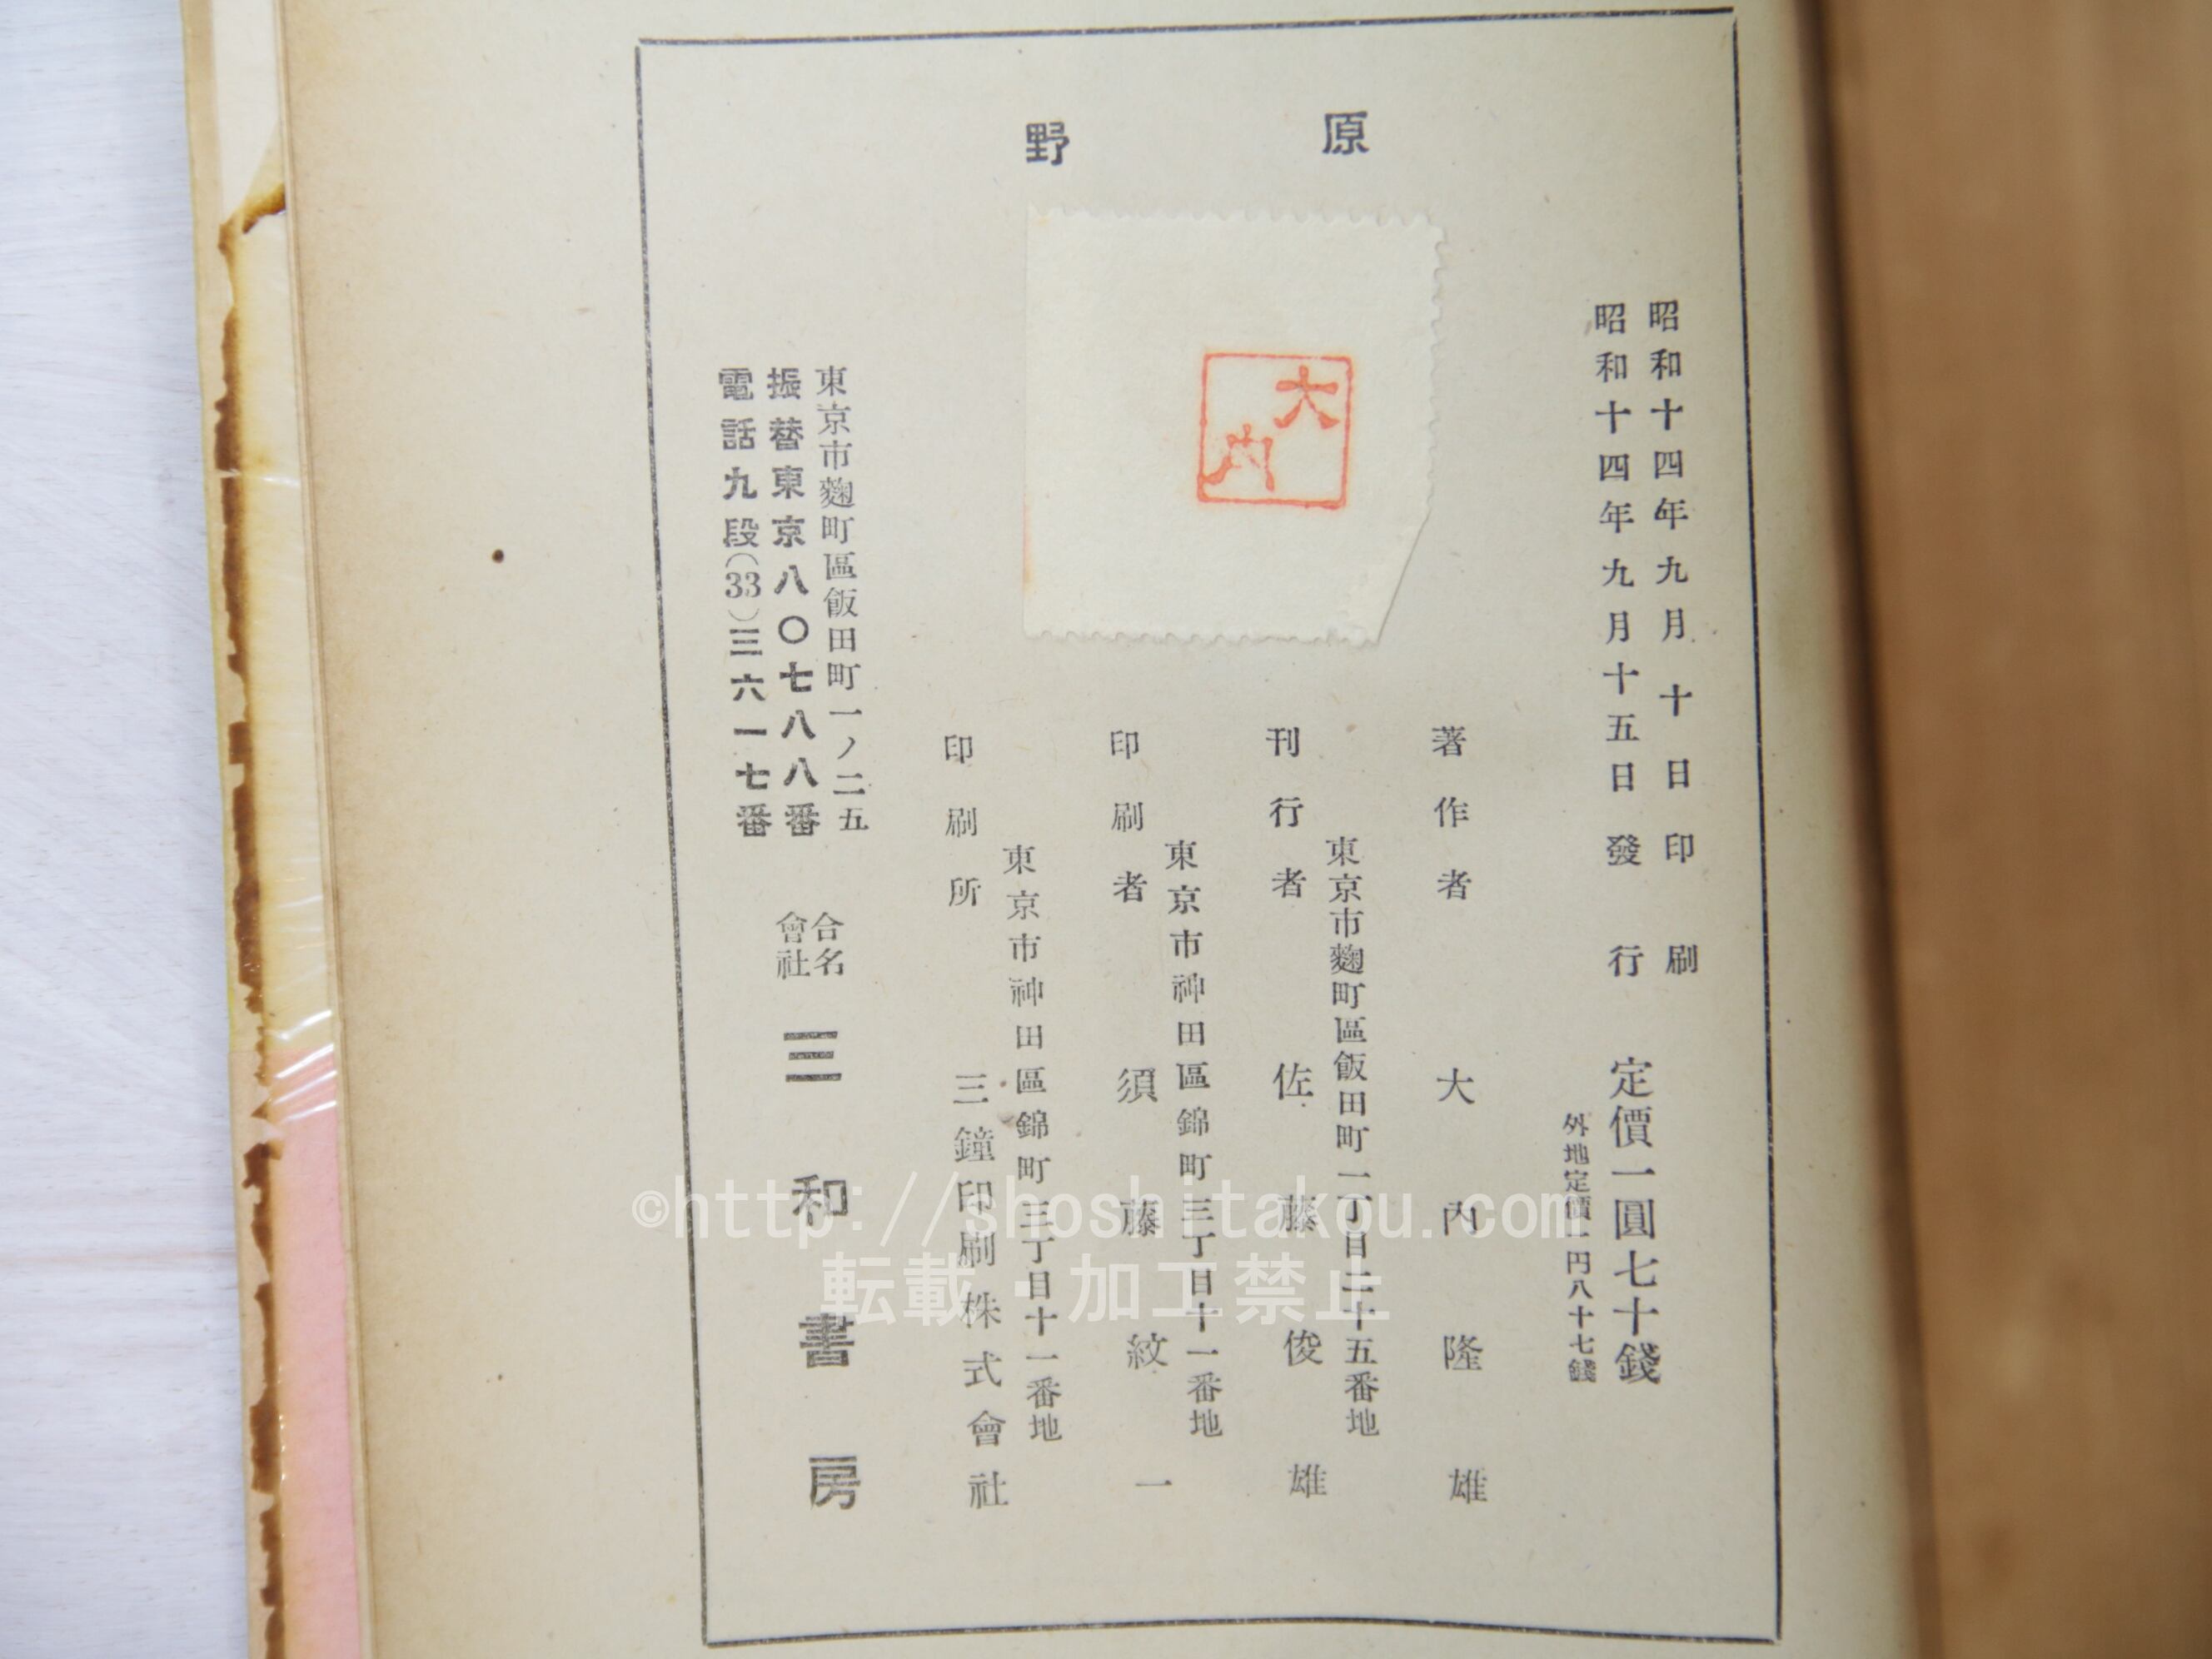 原野
昭和十四年九月十日印刷
昭和十四年九月十五日發行
定價一圓七十錢
外地定價一円八十七錢
大内
著作者 大內隆雄
東京市麴町區飯田町一丁目二十五番地
刊行者 佐藤俊雄
東京市神田區錦町三丁目十一番地
印刷者 須藤紋一
東京市神田區錦町三丁目十一番地
印刷所 三鐘印刷株式會社
東京市麴町區飯田町一ノ二五
振替東京八〇七八八番
電話九段(33)三六一七番
合名會社 三和書房
©http://shoshitakou.com
転載・加工禁止